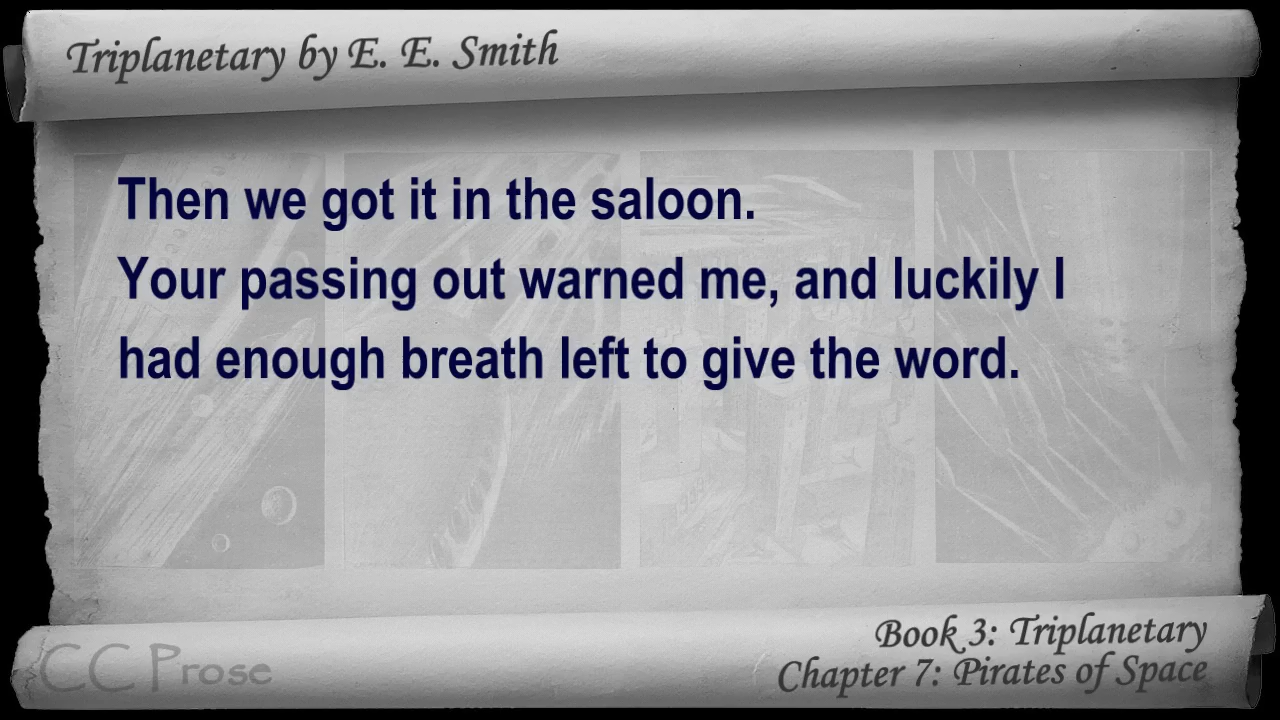 Triplanetary by E. E. Smith
Then we got it in the saloon.
Your passing out warned me, and luckily I
had enough breath left to give the word.
Book 3: Triplanetary
Chapter 7: Pirates of Space
CC Prose